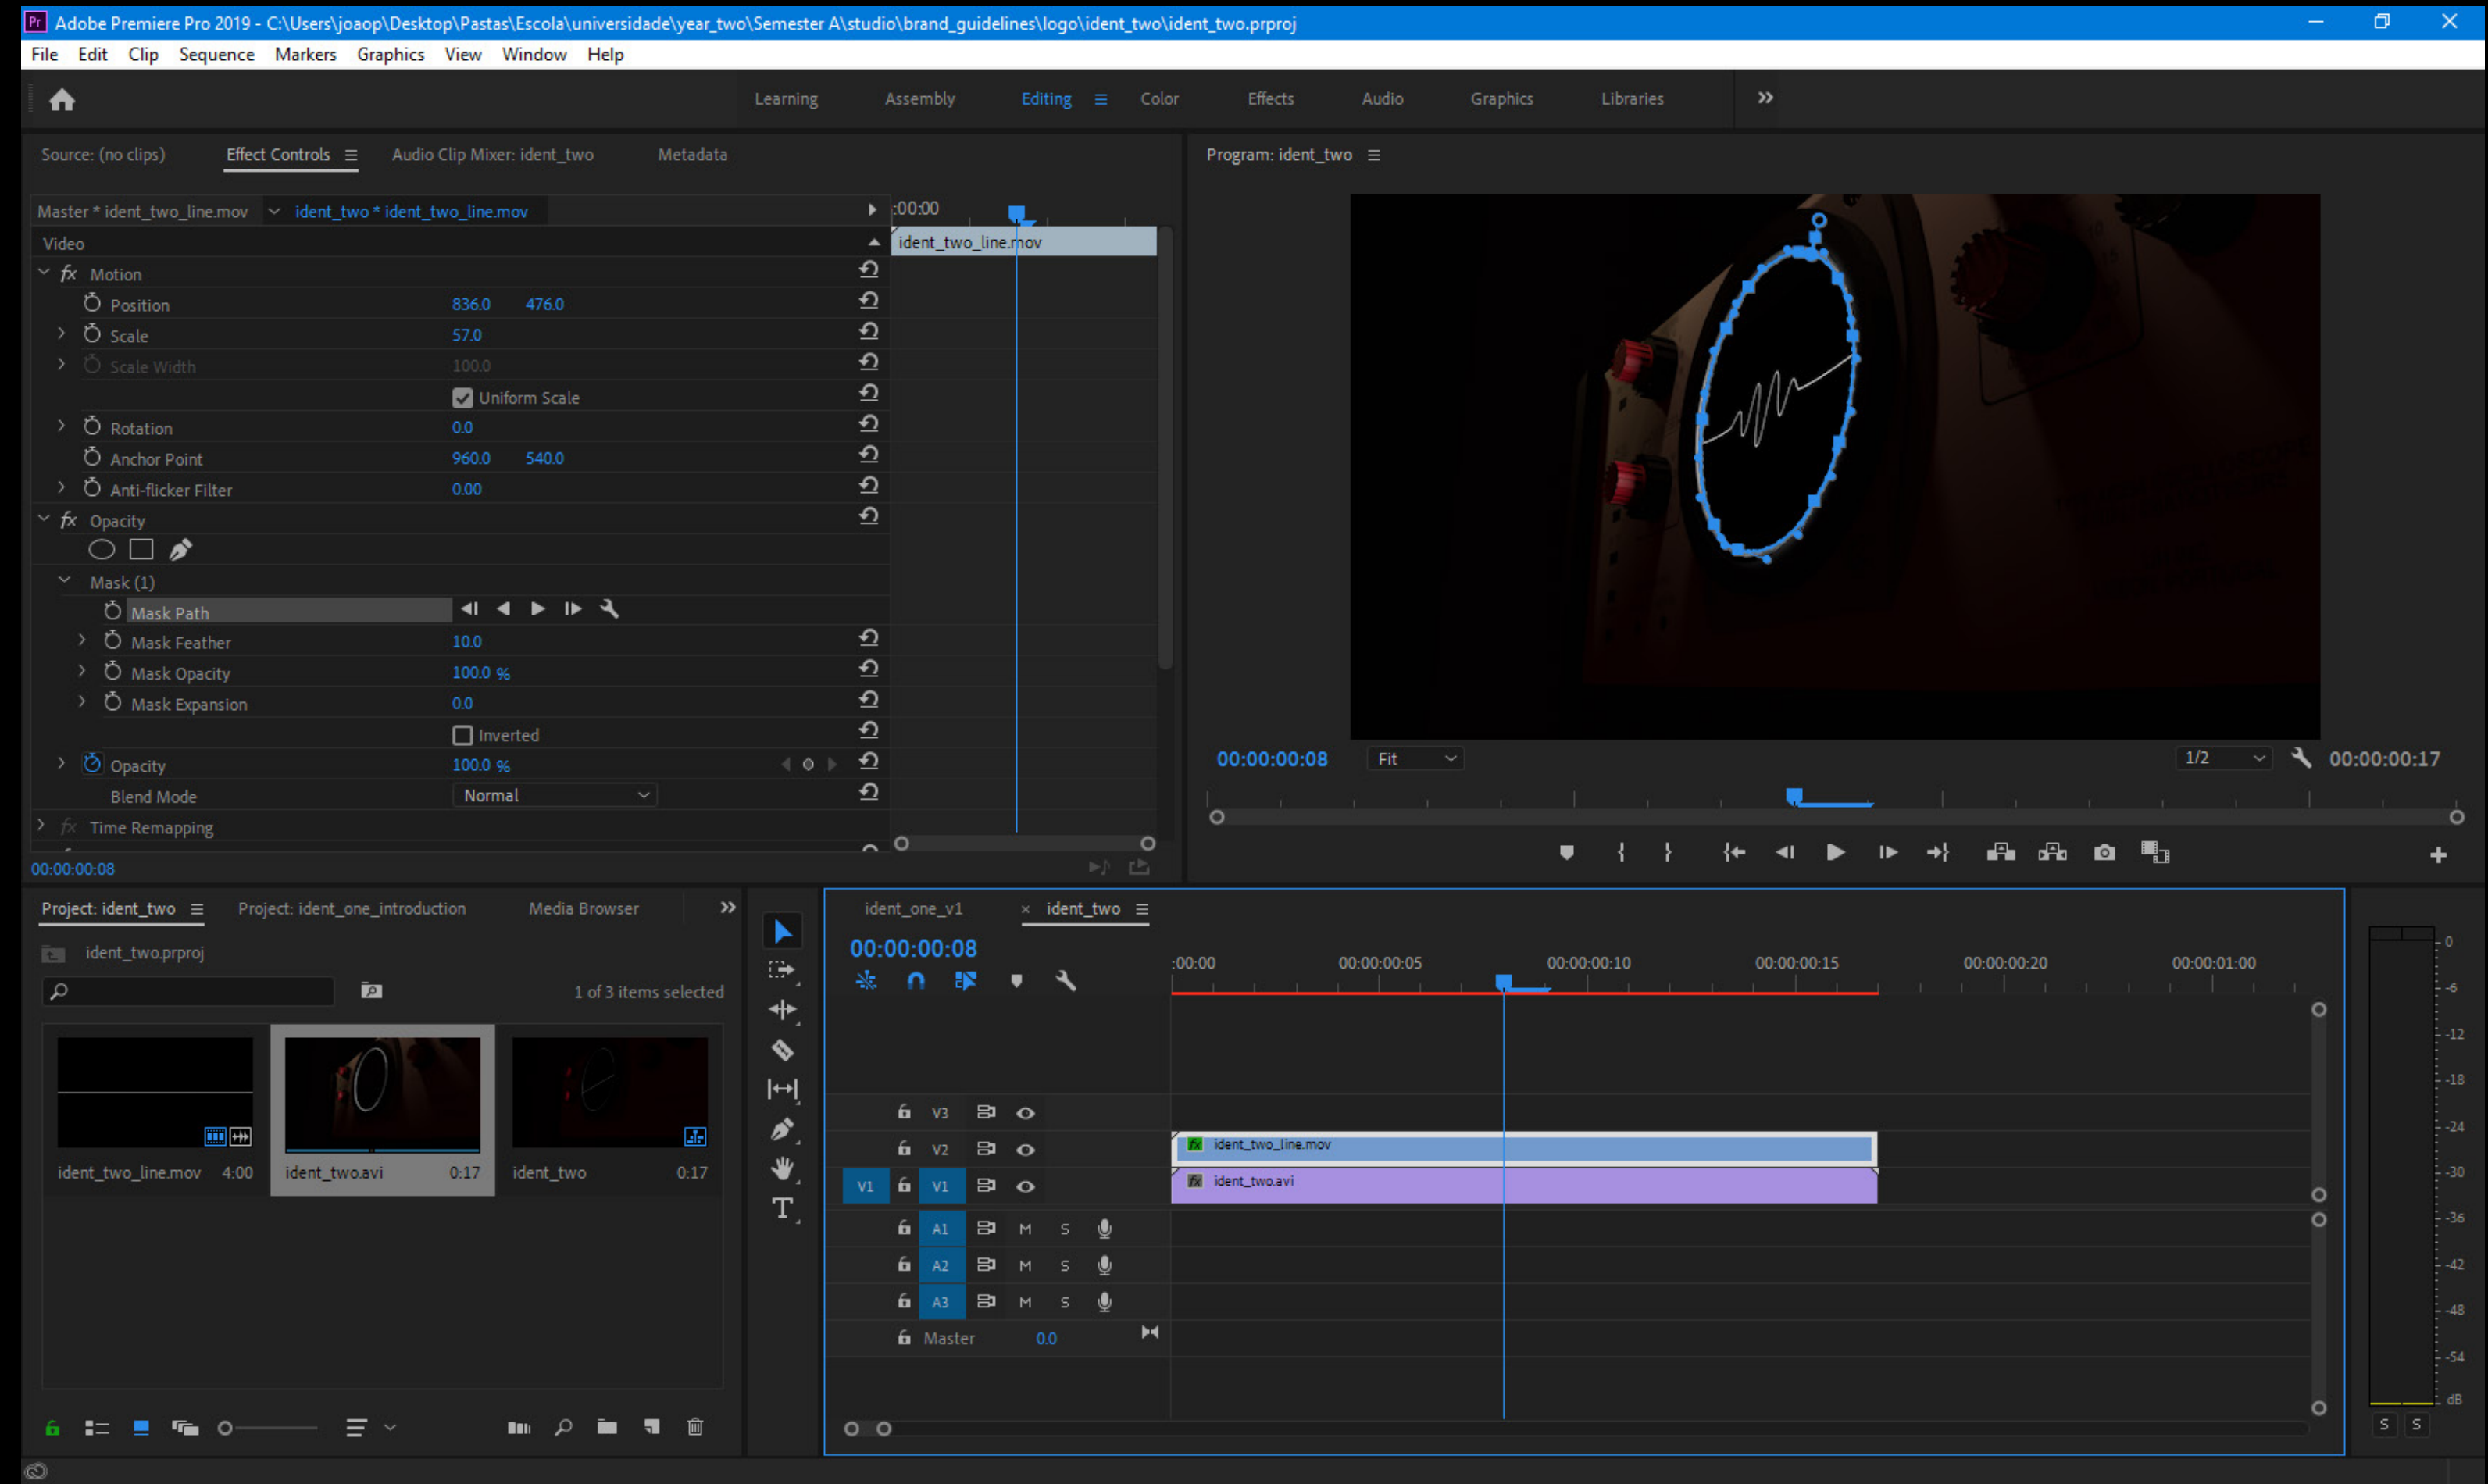 Pr Adobe Premiere Pro 2019 - C:\Users\joaop\Desktop\Pastas\Escola\universidade\year_two\Semester A\studio\brand_guidelines\logo\ident_two\ident_two.prproj
File Edit Clip Sequence Markers Graphics View Window Help
Learning Assembly Editing Color Effects Audio Graphics Libraries
Source: (no clips) Effect Controls Audio Clip Mixer: ident_two Metadata
Master * ident_two_line.mov ident_two * ident_two_line.mov :00:00
Video ident_two_line.mov
fx Motion
Position 836.0 476.0
Scale 57.0
Scale Width 100.0
Uniform Scale
Rotation 0.0
Anchor Point 960.0 540.0
Anti-flicker Filter 0.00
fx Opacity
Mask (1)
Mask Path
Mask Feather 10.0
Mask Opacity 100.0 %
Mask Expansion 0.0
Inverted
Opacity 100.0 %
Blend Mode Normal
fx Time Remapping
00:00:00:08
Program: ident_two
00:00:00:08 Fit 1/2 00:00:00:17
Project: ident_two Project: ident_one_introduction Media Browser
ident_two.prproj
1 of 3 items selected
ident_two_line.mov 4:00 ident_two.avi 0:17 ident_two 0:17
ident_one_v1 × ident_two
00:00:00:08
:00:00 00:00:00:05 00:00:00:10 00:00:00:15 00:00:00:20 00:00:01:00
V3
V2 fx ident_two_line.mov
V1 V1 fx ident_two.avi
A1 M S
A2 M S
A3 M S
Master 0.0
0
-6
-12
-18
-24
-30
-36
-42
-48
-54
dB
S S